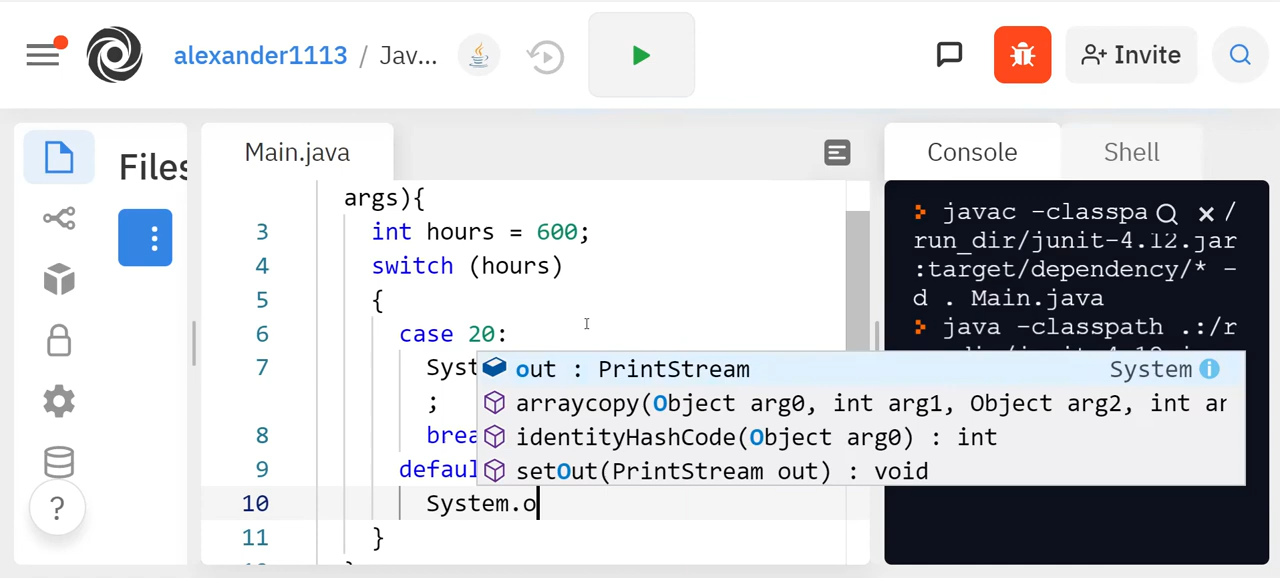 alexander1113 / Jav...
Invite
Files
Main.java
args){
3 int hours = 600;
4 switch (hours)
5 {
6 case 20:
7 Syst
;
8 brea
9 defaul
10 System.o
11 }
out : PrintStream System
arraycopy(Object arg0, int arg1, Object arg2, int ar
identityHashCode(Object arg0) : int
setOut(PrintStream out) : void
?
Console Shell
javac -classpa /
run_dir/junit-4.12.jar
:target/dependency/* -
d . Main.java
java -classpath .:/r